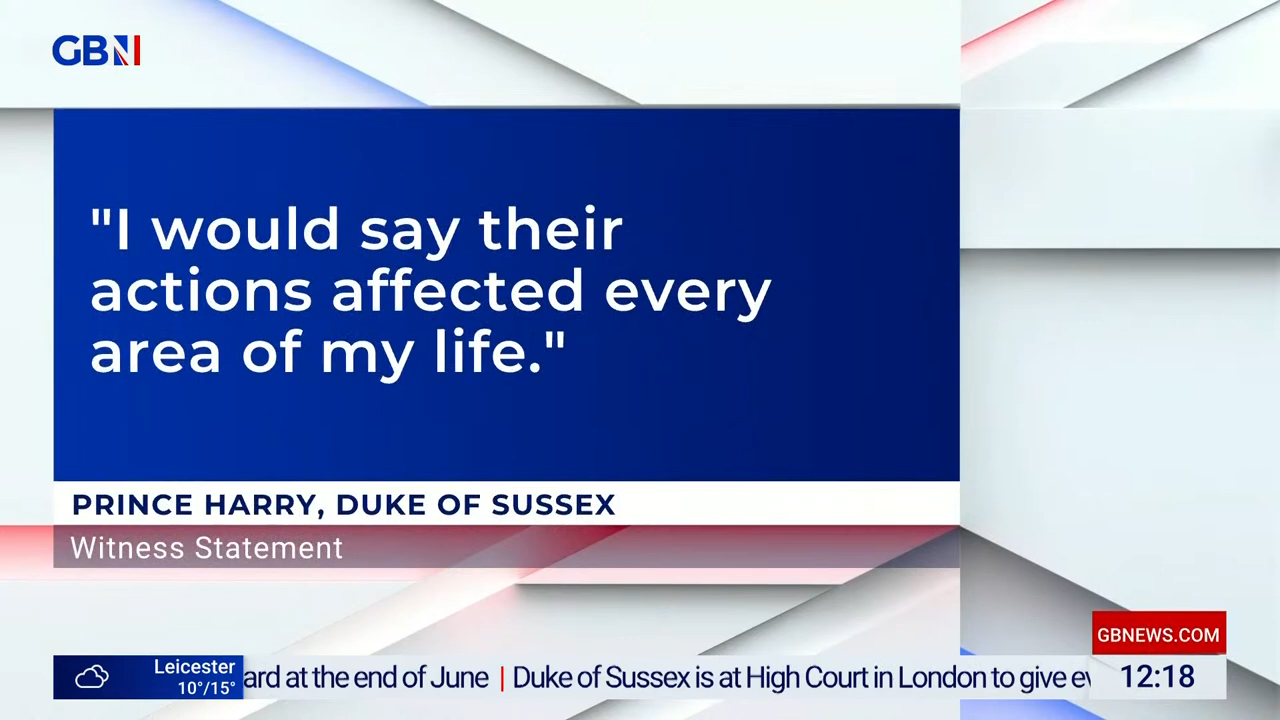 GBN
"I would say their
actions affected every
area of my life."
PRINCE HARRY, DUKE OF SUSSEX
Witness Statement
GBNEWS.COM
Leicester
10°/15°
ard at the end of June | Duke of Sussex is at High Court in London to give ev
12:18